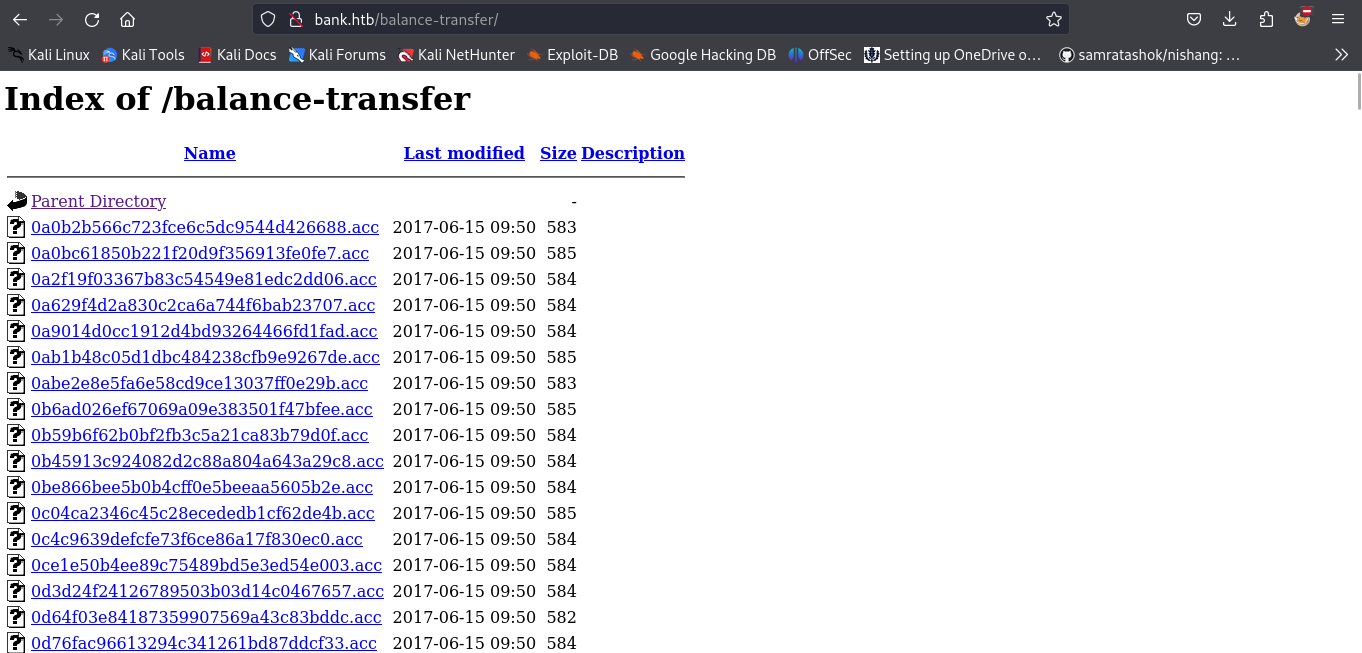 bank.htb/balance-transfer/
Kali Linux Kali Tools Kali Docs Kali Forums Kali NetHunter Exploit-DB Google Hacking DB OffSec Setting up OneDrive o… samratashok/nishang: …
Index of /balance-transfer
Name Last modified Size Description
Parent Directory -
0a0b2b566c723fce6c5dc9544d426688.acc 2017-06-15 09:50 583
0a0bc61850b221f20d9f356913fe0fe7.acc 2017-06-15 09:50 585
0a2f19f03367b83c54549e81edc2dd06.acc 2017-06-15 09:50 584
0a629f4d2a830c2ca6a744f6bab23707.acc 2017-06-15 09:50 584
0a9014d0cc1912d4bd93264466fd1fad.acc 2017-06-15 09:50 584
0ab1b48c05d1dbc484238cfb9e9267de.acc 2017-06-15 09:50 585
0abe2e8e5fa6e58cd9ce13037ff0e29b.acc 2017-06-15 09:50 583
0b6ad026ef67069a09e383501f47bfee.acc 2017-06-15 09:50 585
0b59b6f62b0bf2fb3c5a21ca83b79d0f.acc 2017-06-15 09:50 584
0b45913c924082d2c88a804a643a29c8.acc 2017-06-15 09:50 584
0be866bee5b0b4cff0e5beeaa5605b2e.acc 2017-06-15 09:50 584
0c04ca2346c45c28ecededb1cf62de4b.acc 2017-06-15 09:50 585
0c4c9639defcfe73f6ce86a17f830ec0.acc 2017-06-15 09:50 584
0ce1e50b4ee89c75489bd5e3ed54e003.acc 2017-06-15 09:50 584
0d3d24f24126789503b03d14c0467657.acc 2017-06-15 09:50 584
0d64f03e84187359907569a43c83bddc.acc 2017-06-15 09:50 582
0d76fac96613294c341261bd87ddcf33.acc 2017-06-15 09:50 584